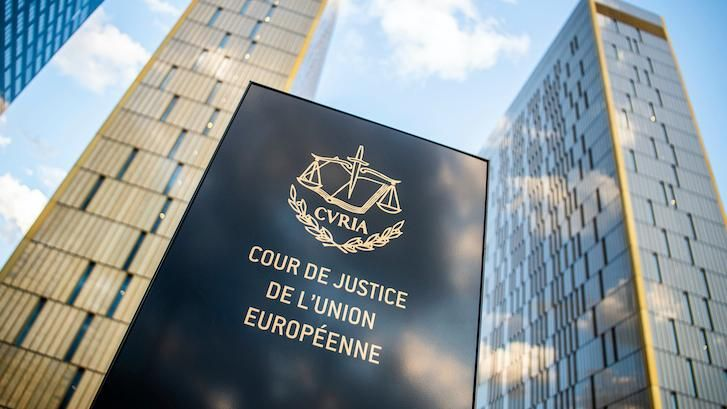 CVRIA
COUR DE JUSTICE
DE L'UNION
EUROPÉENNE